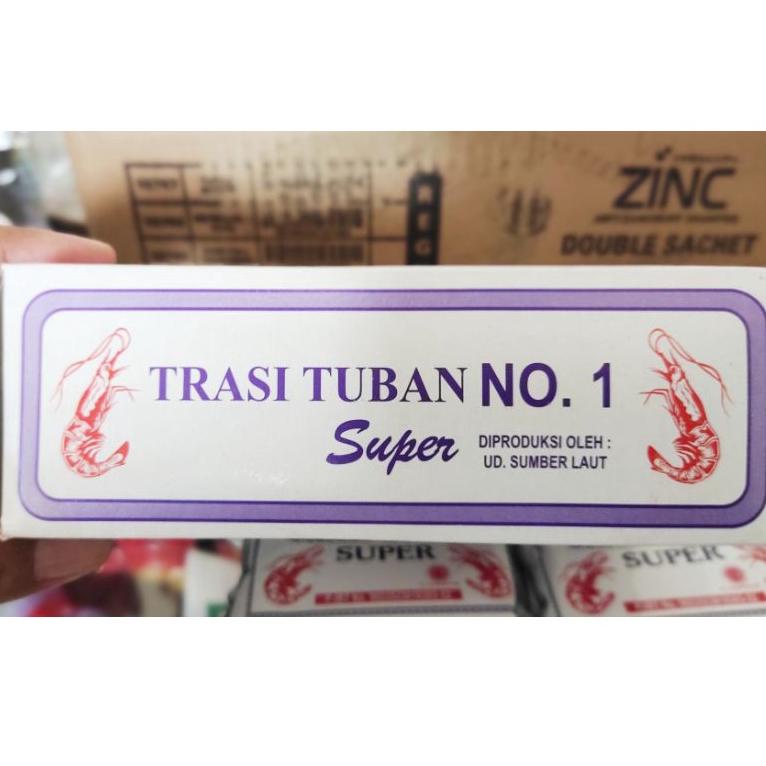 ZINC
DOUBLE SACHET
TRASI TUBAN NO. 1
Super
DIPRODUKSI OLEH :
UD. SUMBER LAUT
SUPER
SUPER